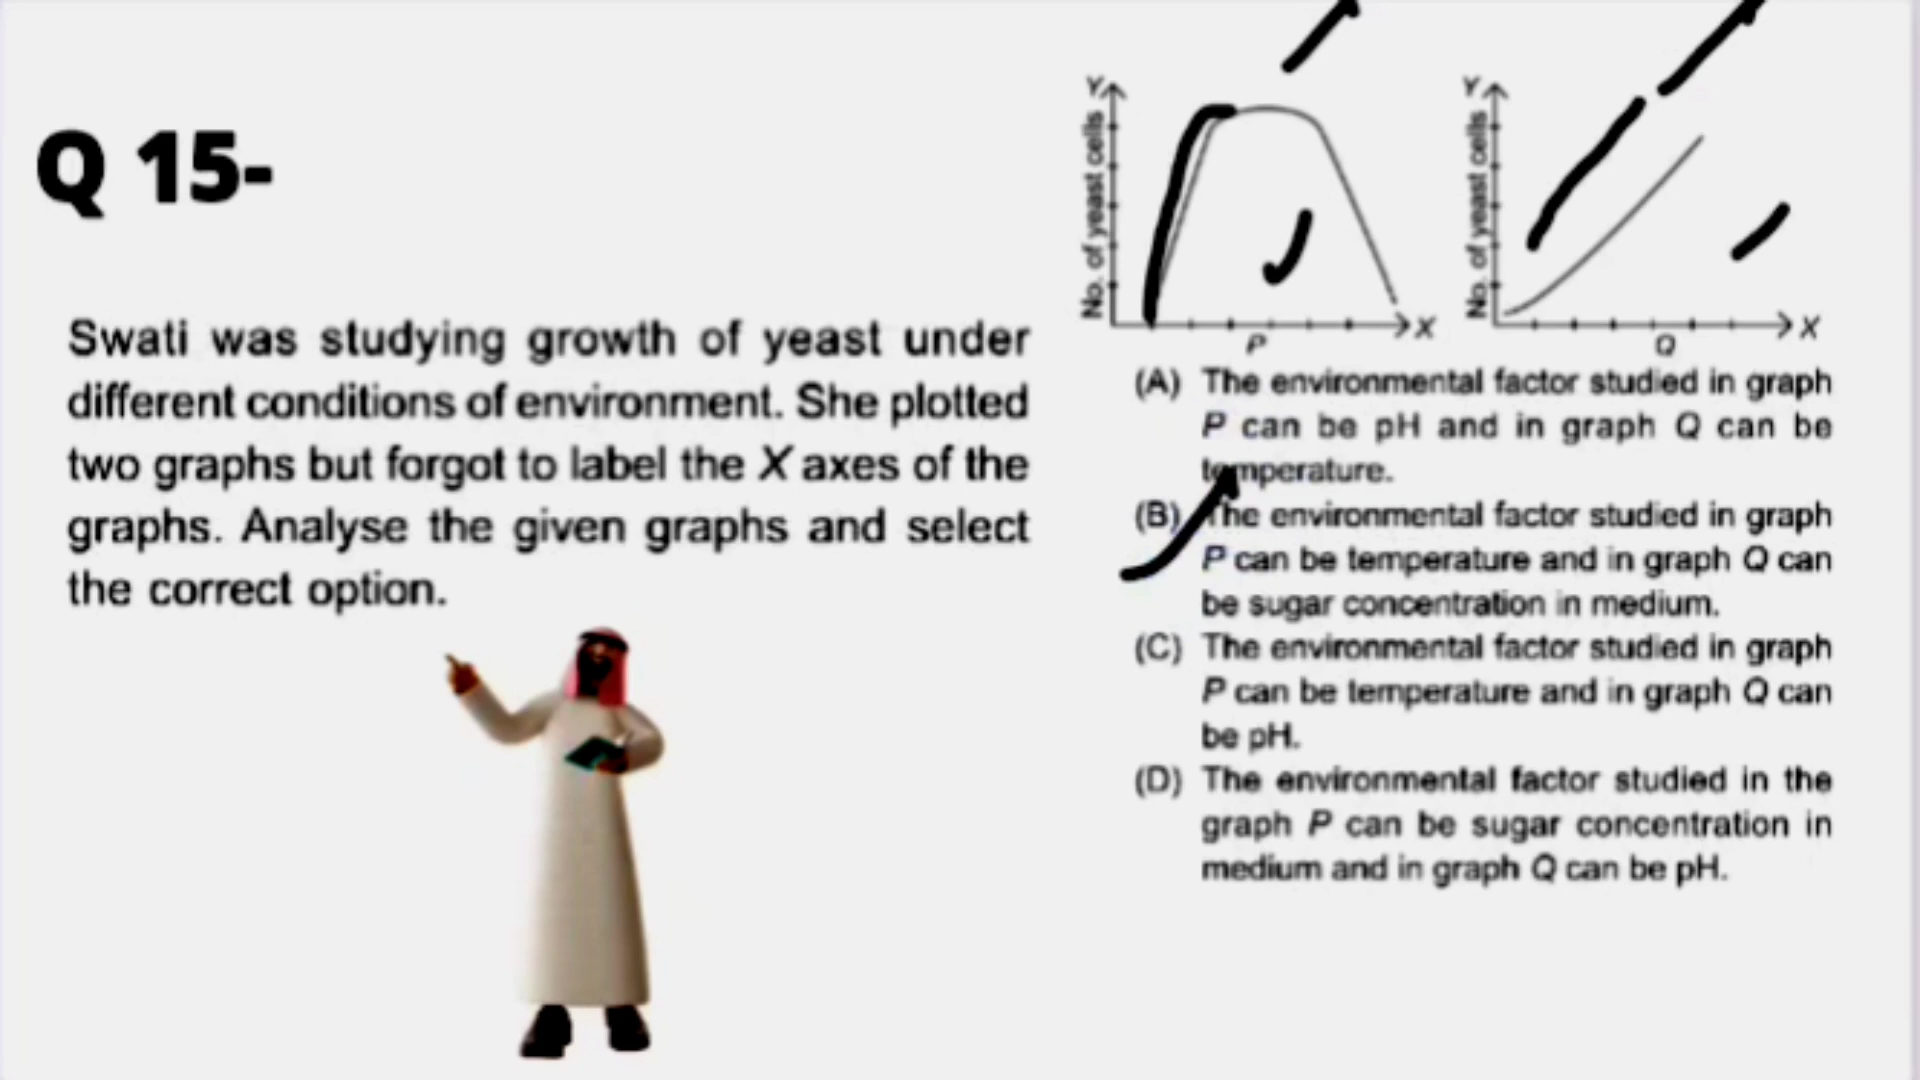 Q 15-
Swati was studying growth of yeast under
different conditions of environment. She plotted
two graphs but forgot to label the X axes of the
graphs. Analyse the given graphs and select
the correct option.
Y
No. of yeast cells
P
X
Y
No. of yeast cells
Q
X
(A) The environmental factor studied in graph
P can be pH and in graph Q can be
temperature.
(B) The environmental factor studied in graph
P can be temperature and in graph Q can
be sugar concentration in medium.
(C) The environmental factor studied in graph
P can be temperature and in graph Q can
be pH.
(D) The environmental factor studied in the
graph P can be sugar concentration in
medium and in graph Q can be pH.